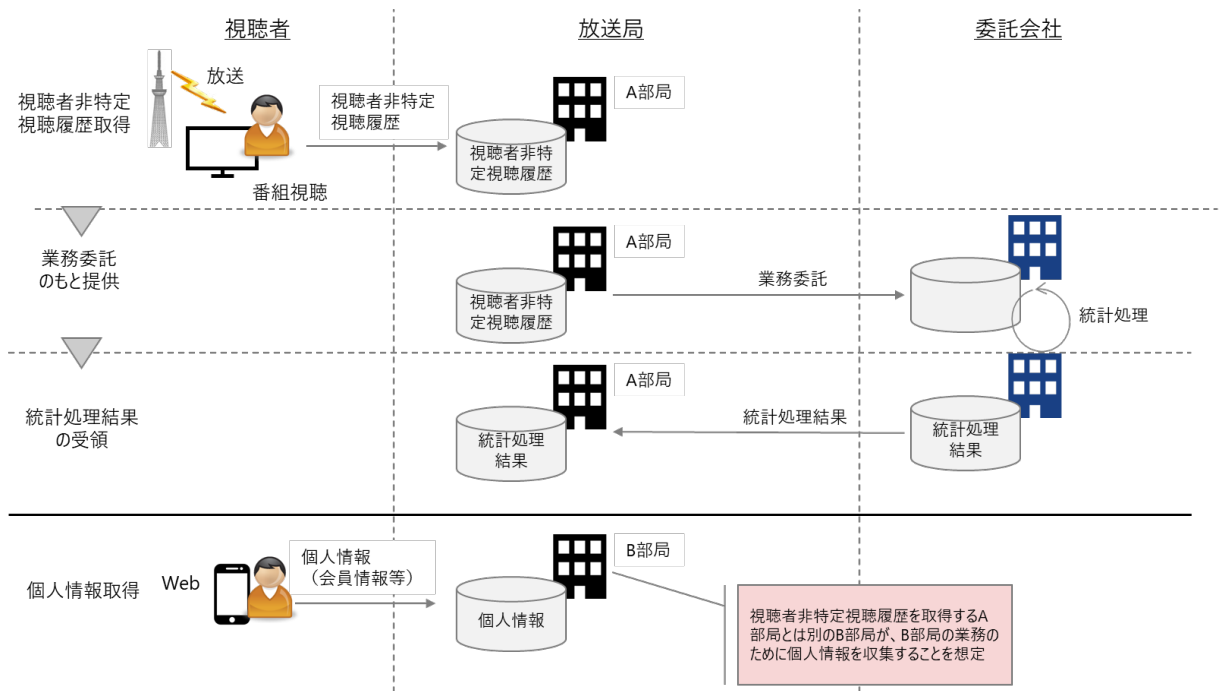 視聴者
放送局
委託会社
視聴者非特定
視聴履歴取得
放送
番組視聴
視聴者非特定
視聴履歴
A部局
視聴者非特
定視聴履歴
業務委託
のもと提供
A部局
視聴者非特
定視聴履歴
業務委託
統計処理
統計処理結果
の受領
A部局
統計処理
結果
統計処理結果
統計処理
結果
個人情報取得
Web
個人情報
（会員情報等）
B部局
個人情報
視聴者非特定視聴履歴を取得するA
部局とは別のB部局が、B部局の業務の
ために個人情報を収集することを想定